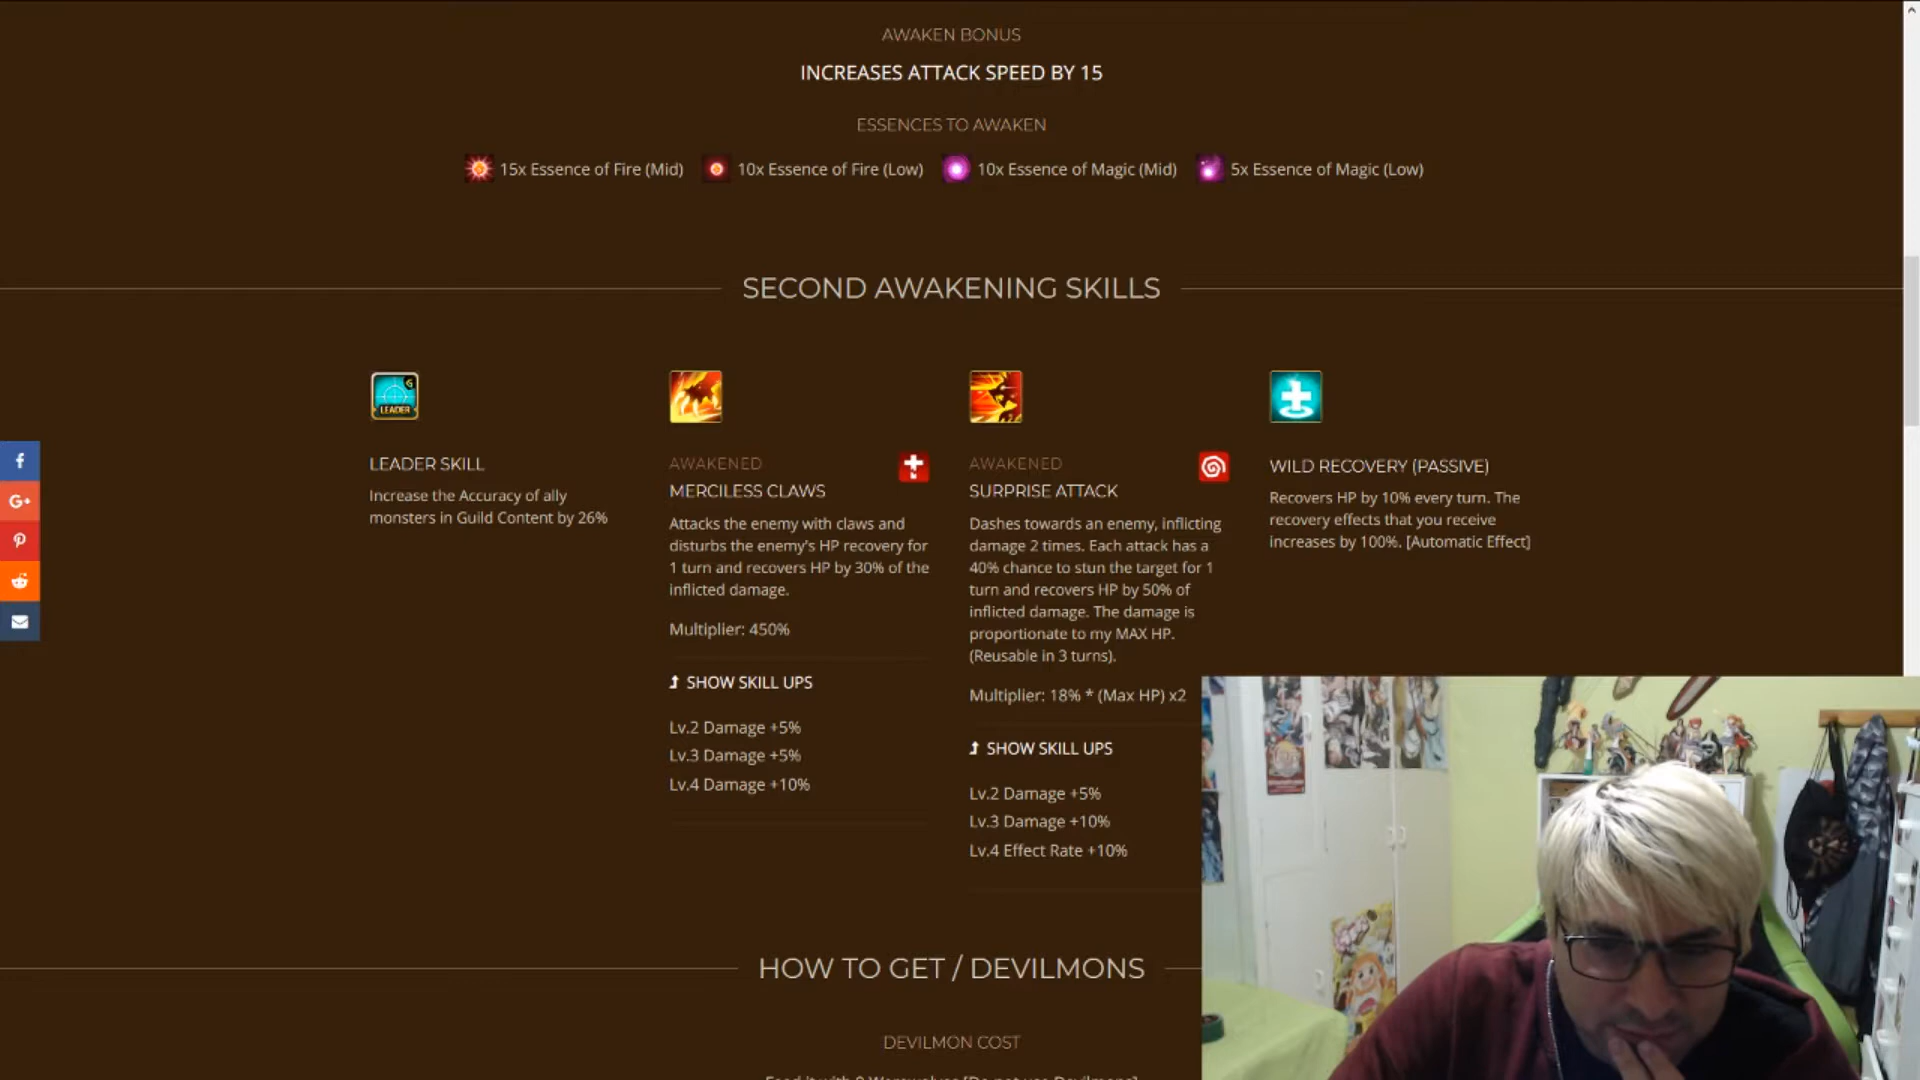 AWAKEN BONUS
INCREASES ATTACK SPEED BY 15
ESSENCES TO AWAKEN
15x Essence of Fire (Mid) 10x Essence of Fire (Low) 10x Essence of Magic (Mid) 5x Essence of Magic (Low)
SECOND AWAKENING SKILLS
LEADER
LEADER SKILL
Increase the Accuracy of ally
monsters in Guild Content by 26%
AWAKENED
MERCILESS CLAWS
Attacks the enemy with claws and
disturbs the enemy's HP recovery for
1 turn and recovers HP by 30% of the
inflicted damage.
Multiplier: 450%
SHOW SKILL UPS
Lv.2 Damage +5%
Lv.3 Damage +5%
Lv.4 Damage +10%
AWAKENED
SURPRISE ATTACK
Dashes towards an enemy, inflicting
damage 2 times. Each attack has a
40% chance to stun the target for 1
turn and recovers HP by 50% of
inflicted damage. The damage is
proportionate to my MAX HP.
(Reusable in 3 turns).
Multiplier: 18% * (Max HP) x2
SHOW SKILL UPS
Lv.2 Damage +5%
Lv.3 Damage +10%
Lv.4 Effect Rate +10%
WILD RECOVERY (PASSIVE)
Recovers HP by 10% every turn. The
recovery effects that you receive
increases by 100%. [Automatic Effect]
HOW TO GET / DEVILMONS
DEVILMON COST